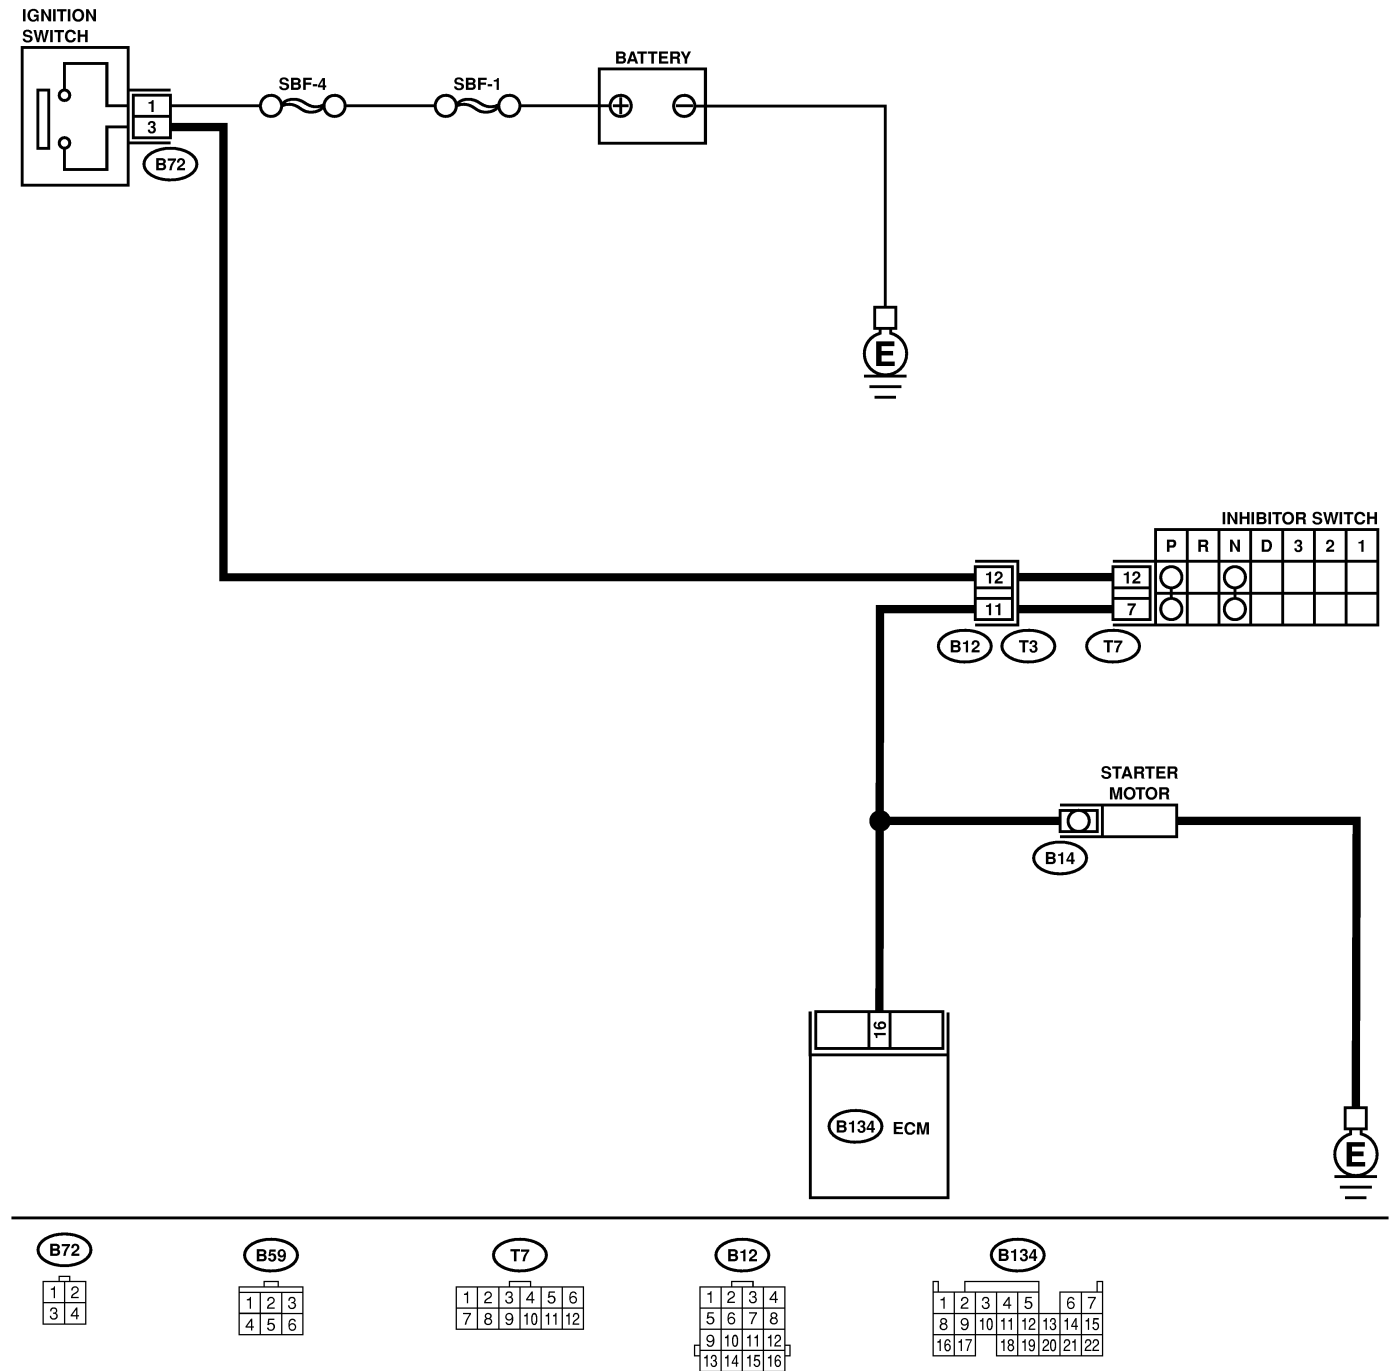 IGNITION
SWITCH
BATTERY
SBF-4
SBF-1
1
3
B72
E
INHIBITOR SWITCH
P R N D 3 2 1
12
12
11
7
B12
T3
T7
STARTER
MOTOR
B14
16
B134
ECM
E
B72
1 2
3 4
B59
1 2 3
4 5 6
T7
1 2 3 4 5 6
7 8 9 10 11 12
B12
1 2 3 4
5 6 7 8
9 10 11 12
13 14 15 16
B134
1 2 3 4 5 6 7
8 9 10 11 12 13 14 15
16 17 18 19 20 21 22